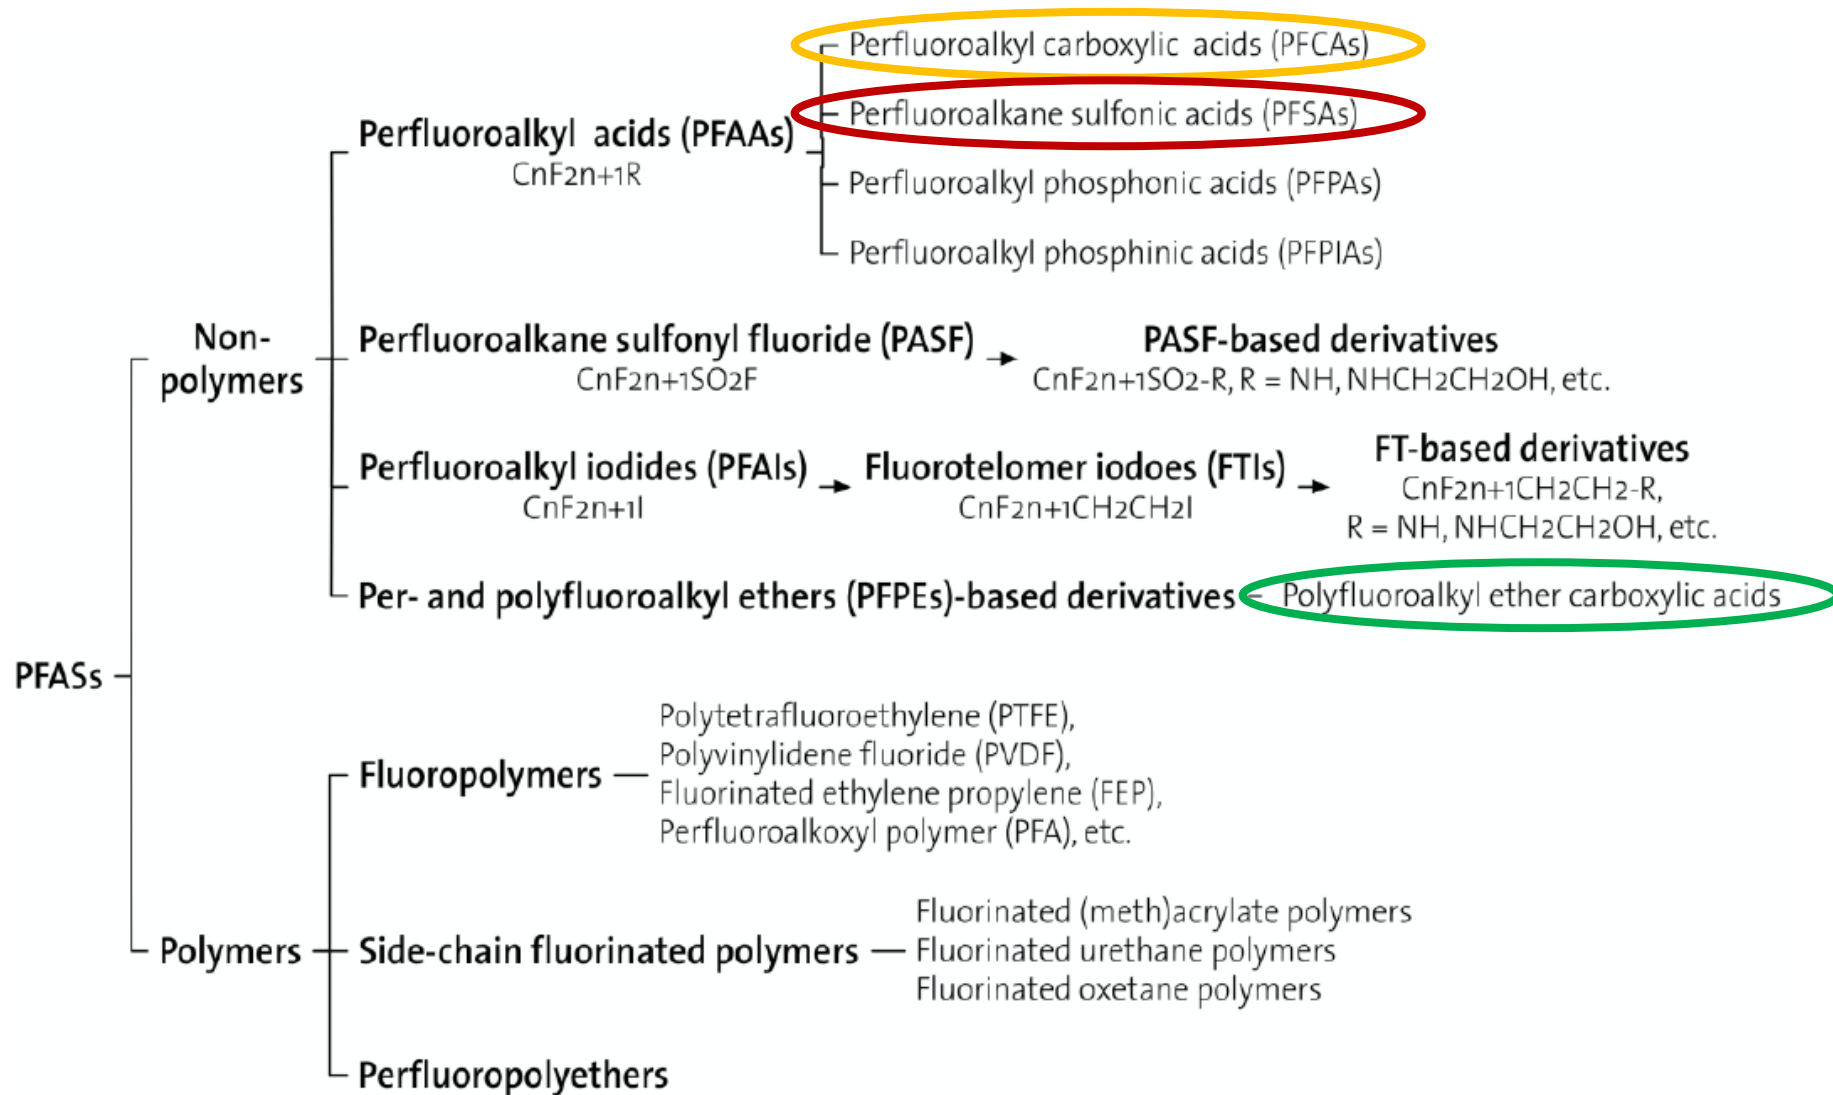 Perfluoroalkyl carboxylic acids (PFCAs)
Perfluoroalkane sulfonic acids (PFSAs)
Perfluoroalkyl acids (PFAAs)
CnF2n+1R
Perfluoroalkyl phosphonic acids (PFPAs)
Perfluoroalkyl phosphinic acids (PFPIAs)
Non-
polymers
Perfluoroalkane sulfonyl fluoride (PASF)
CnF2n+1SO2F
PASF-based derivatives
CnF2n+1SO2-R, R = NH, NHCH2CH2OH, etc.
Perfluoroalkyl iodides (PFAIs)
CnF2n+1I
Fluorotelomer iodoes (FTIs)
CnF2n+1CH2CH2I
FT-based derivatives
CnF2n+1CH2CH2-R,
R = NH, NHCH2CH2OH, etc.
Per- and polyfluoroalkyl ethers (PFPEs)-based derivatives
Polyfluoroalkyl ether carboxylic acids
PFASs
Polytetrafluoroethylene (PTFE),
Polyvinylidene fluoride (PVDF),
Fluoropolymers
Fluorinated ethylene propylene (FEP),
Perfluoroalkoxyl polymer (PFA), etc.
Polymers
Side-chain fluorinated polymers
Fluorinated (meth)acrylate polymers
Fluorinated urethane polymers
Fluorinated oxetane polymers
Perfluoropolyethers